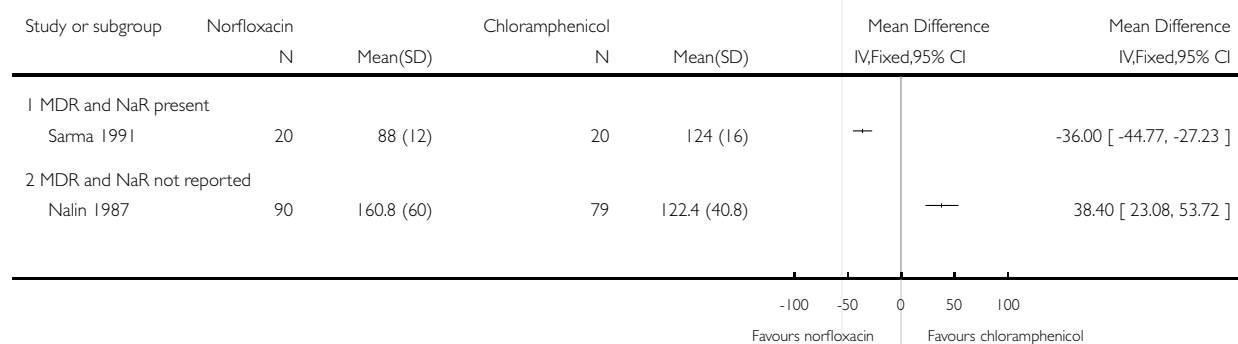 Study or subgroup Norfloxacin Chloramphenicol Mean Difference Mean Difference
N Mean(SD) N Mean(SD) IV,Fixed,95% CI IV,Fixed,95% CI
1 MDR and NaR present
Sarma 1991 20 88 (12) 20 124 (16) -36.00 [ -44.77, -27.23 ]
2 MDR and NaR not reported
Nalin 1987 90 160.8 (60) 79 122.4 (40.8) 38.40 [ 23.08, 53.72 ]
-100 -50 0 50 100
Favours norfloxacin Favours chloramphenicol